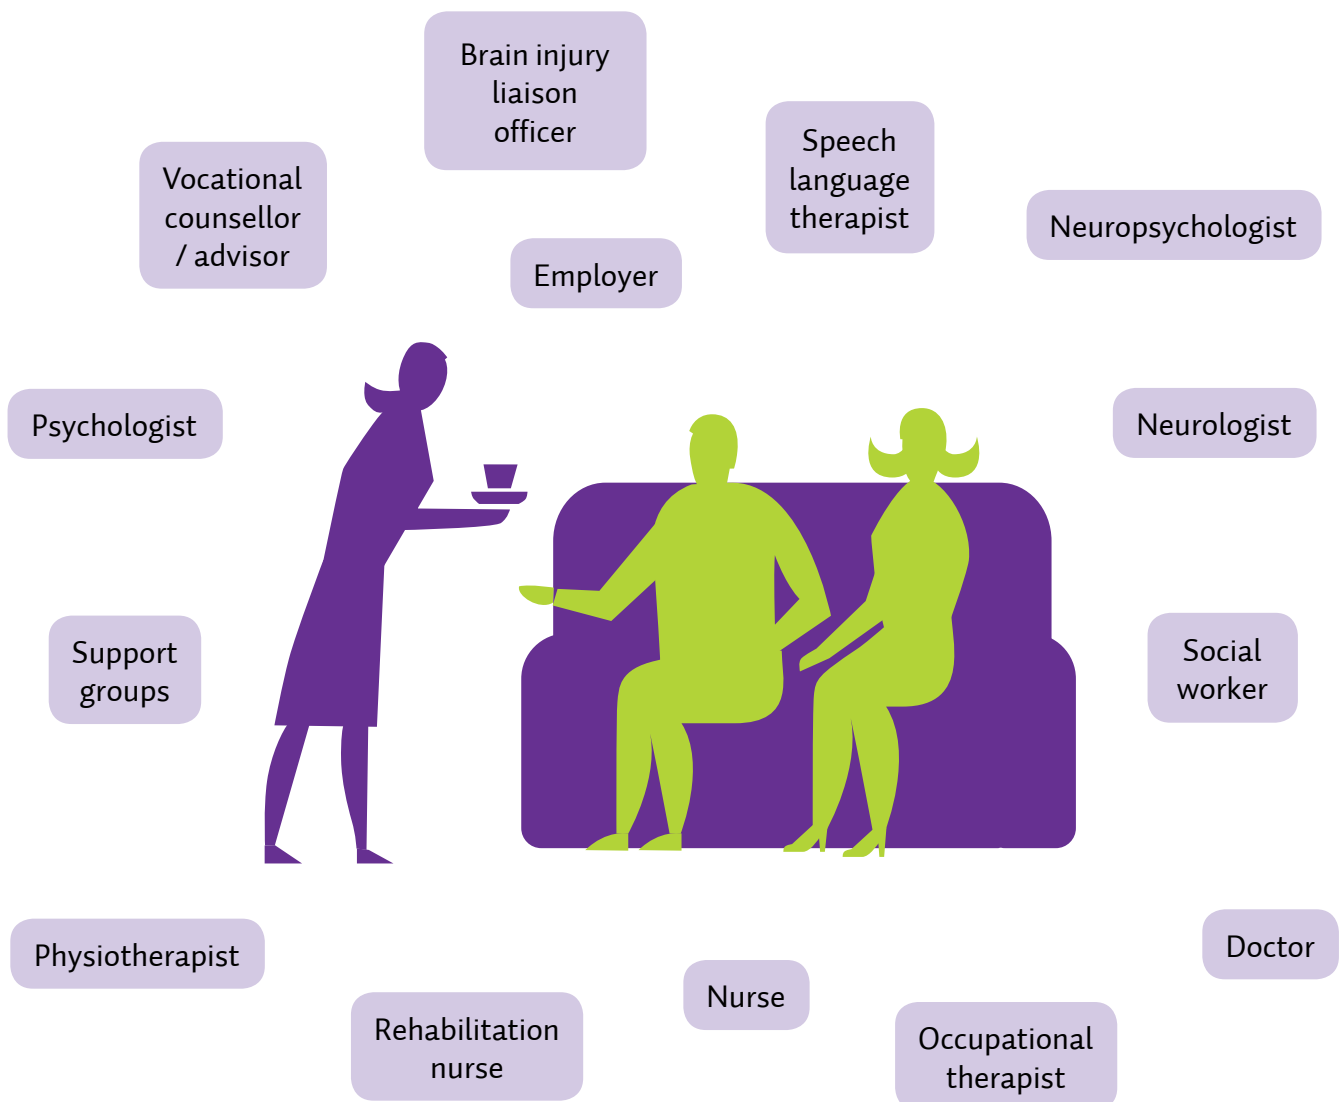 Brain injury
liaison
officer
Speech
language
therapist
Vocational
counsellor
/ advisor
Neuropsychologist
Employer
Psychologist
Neurologist
Support
groups
Social
worker
Physiotherapist
Doctor
Nurse
Rehabilitation
nurse
Occupational
therapist